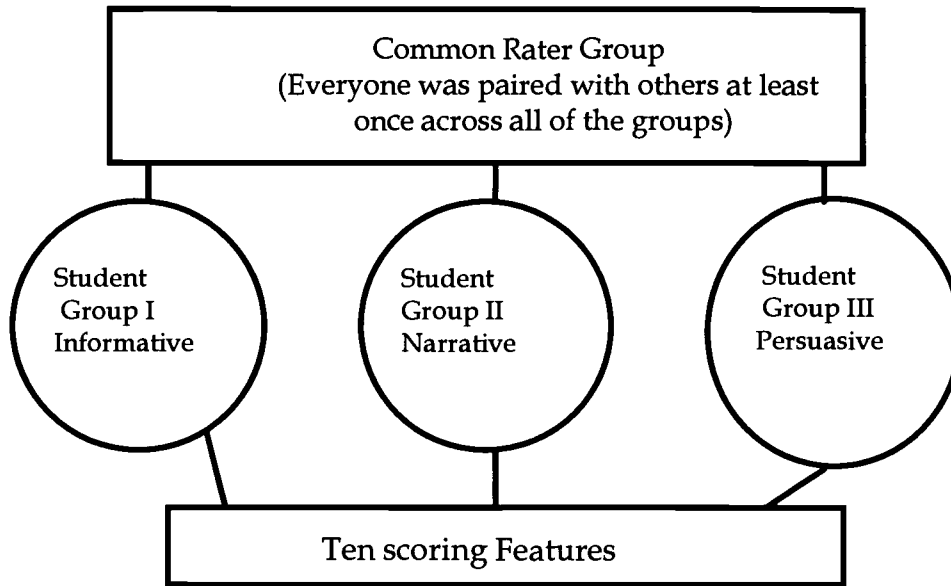 Common Rater Group
(Everyone was paired with others at least
once across all of the groups)
Student
Group I
Informative
Student
Group II
Narrative
Student
Group III
Persuasive
Ten scoring Features